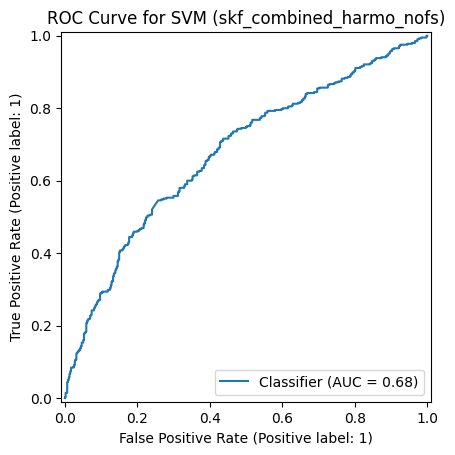 ROC Curve for SVM (skf_combined_harmo_nofs)
True Positive Rate (Positive label: 1)
1.0
0.8
0.6
0.4
0.2
0.0
Classifier (AUC = 0.68)
0.0 0.2 0.4 0.6 0.8 1.0
False Positive Rate (Positive label: 1)